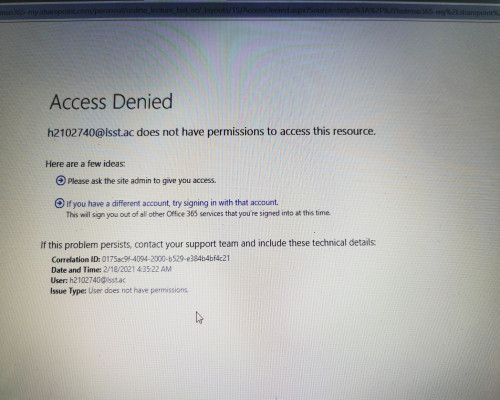 Access Denied
h2102740@lsst.ac does not have permissions to access this resource.
Here are a few ideas:
Please ask the site admin to give you access.
If you have a different account, try signing in with that account.
This will sign you out of all other Office 365 services that you're signed into at this time.
If this problem persists, contact your support team and include these technical details:
Correlation ID: 0175ac9f-4094-2000-b529-e384b4bf4c21
Date and Time: 2/18/2021 4:35:22 AM
User: h2102740@lsst.ac
Issue Type: User does not have permissions.